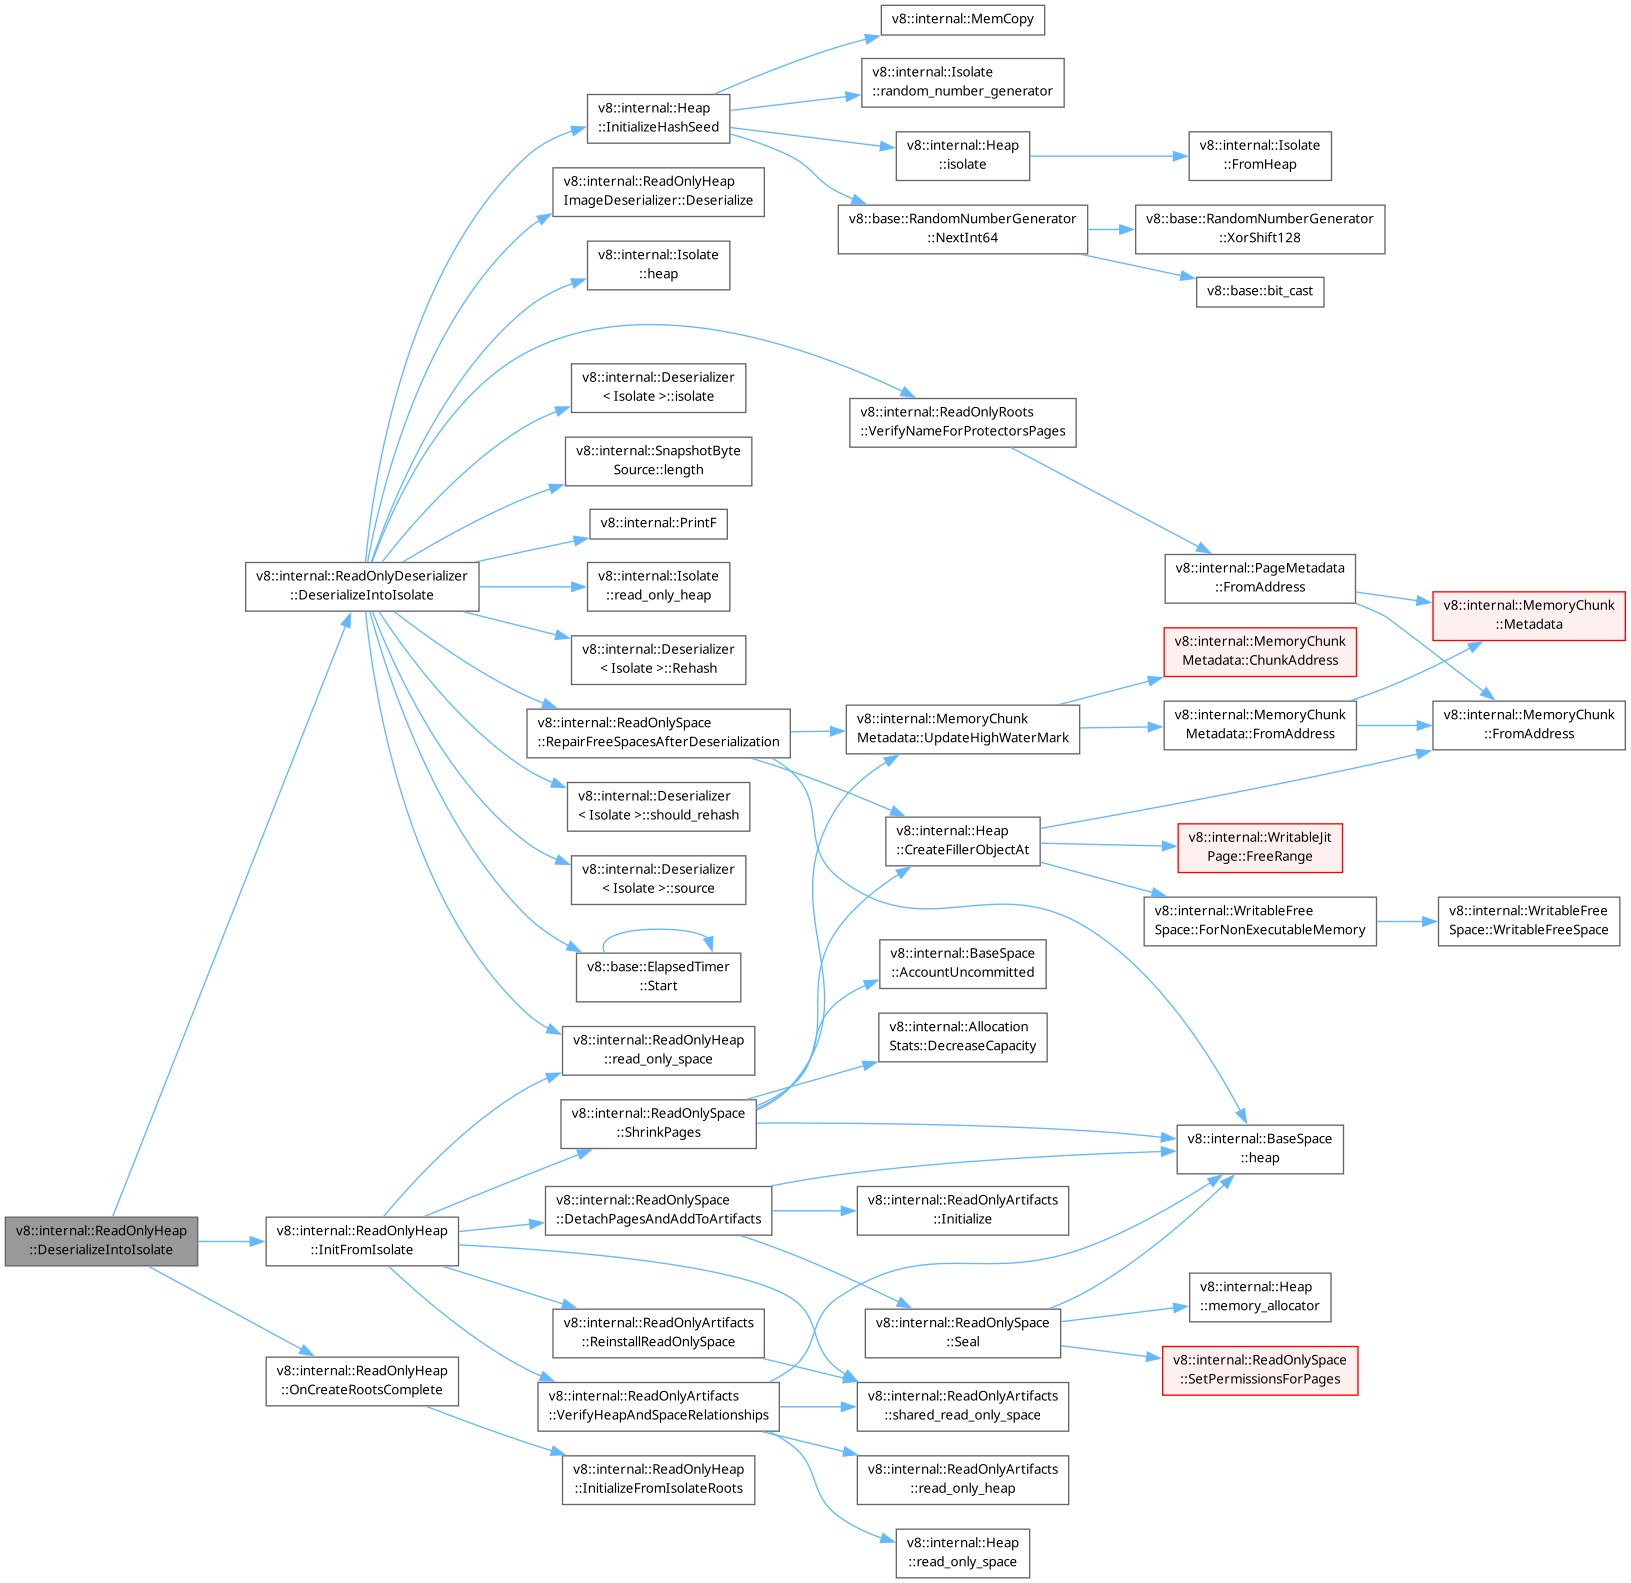 v8::internal::MemCopy
v8::internal::Isolate
::random_number_generator
v8::internal::Heap
::InitializeHashSeed
v8::internal::Heap
::isolate
v8::internal::Isolate
::FromHeap
v8::internal::ReadOnlyHeap
ImageDeserializer::Deserialize
v8::base::RandomNumberGenerator
::NextInt64
v8::base::RandomNumberGenerator
::XorShift128
v8::internal::Isolate
::heap
v8::base::bit_cast
v8::internal::Deserializer
< Isolate >::isolate
v8::internal::ReadOnlyRoots
::VerifyNameForProtectorsPages
v8::internal::SnapshotByte
Source::length
v8::internal::PrintF
v8::internal::ReadOnlyDeserializer
::DeserializeIntoIsolate
v8::internal::Isolate
::read_only_heap
v8::internal::PageMetadata
::FromAddress
v8::internal::MemoryChunk
::Metadata
v8::internal::Deserializer
< Isolate >::Rehash
v8::internal::MemoryChunk
Metadata::ChunkAddress
v8::internal::ReadOnlySpace
::RepairFreeSpacesAfterDeserialization
v8::internal::MemoryChunk
Metadata::UpdateHighWaterMark
v8::internal::MemoryChunk
Metadata::FromAddress
v8::internal::MemoryChunk
::FromAddress
v8::internal::Deserializer
< Isolate >::should_rehash
v8::internal::Heap
::CreateFillerObjectAt
v8::internal::WritableJit
Page::FreeRange
v8::internal::Deserializer
< Isolate >::source
v8::internal::WritableFree
Space::ForNonExecutableMemory
v8::internal::WritableFree
Space::WritableFreeSpace
v8::base::ElapsedTimer
::Start
v8::internal::BaseSpace
::AccountUncommitted
v8::internal::ReadOnlyHeap
::read_only_space
v8::internal::Allocation
Stats::DecreaseCapacity
v8::internal::ReadOnlySpace
::ShrinkPages
v8::internal::BaseSpace
::heap
v8::internal::ReadOnlyHeap
::DeserializeIntoIsolate
v8::internal::ReadOnlyHeap
::InitFromIsolate
v8::internal::ReadOnlySpace
::DetachPagesAndAddToArtifacts
v8::internal::ReadOnlyArtifacts
::Initialize
v8::internal::ReadOnlyArtifacts
::ReinstallReadOnlySpace
v8::internal::ReadOnlySpace
::Seal
v8::internal::Heap
::memory_allocator
v8::internal::ReadOnlySpace
::SetPermissionsForPages
v8::internal::ReadOnlyHeap
::OnCreateRootsComplete
v8::internal::ReadOnlyArtifacts
::VerifyHeapAndSpaceRelationships
v8::internal::ReadOnlyArtifacts
::shared_read_only_space
v8::internal::ReadOnlyHeap
::InitializeFromIsolateRoots
v8::internal::ReadOnlyArtifacts
::read_only_heap
v8::internal::Heap
::read_only_space